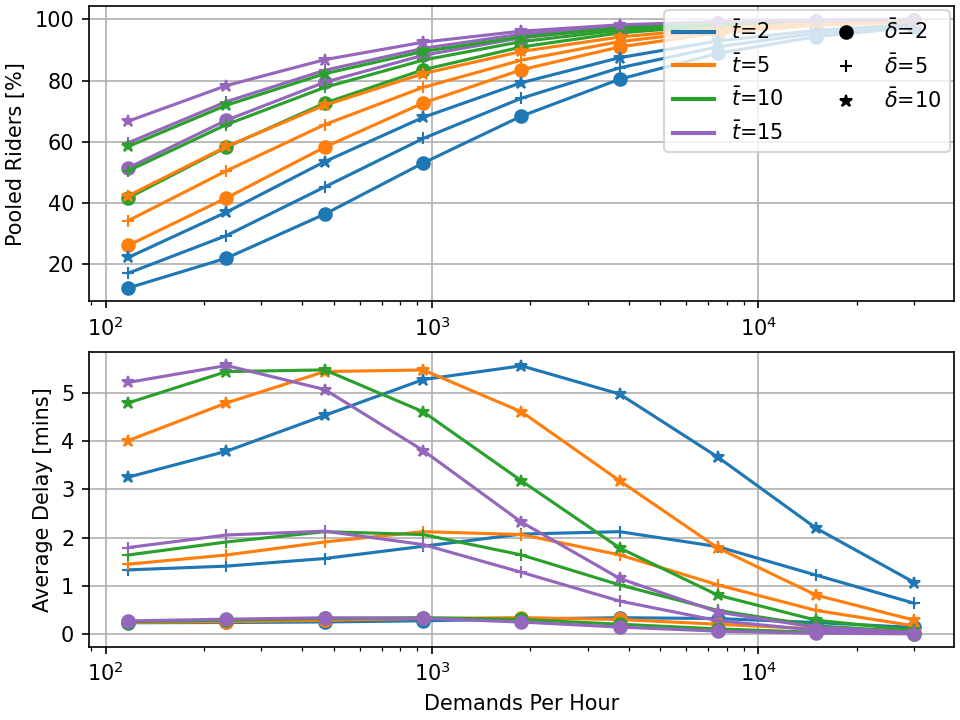 100
80
60
40
20
Pooled Riders [%]
t̄=2
t̄=5
t̄=10
t̄=15
δ̄=2
δ̄=5
δ̄=10
10²
10³
10⁴
5
4
3
2
1
0
Average Delay [mins]
10²
10³
10⁴
Demands Per Hour